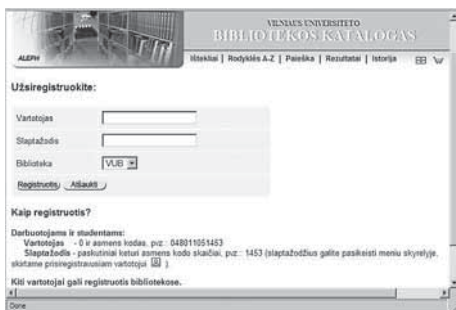 VILNIAUS UNIVERSITETO
BIBLIOTEKOS KATALOGAS
ALEPH
Ištekliai | Rodyklės A-Z | Paieška | Rezultatai | Istorija
Užsiregistruokite:
Vartotojas
Slaptažodis
Biblioteka VUB
Registruotis Atšaukti
Kaip registruotis?
Darbuotojams ir studentams:
Vartotojas - 0 ir asmens kodas, pvz.: 048011051453
Slaptažodis - paskutiniai keturi asmens kodo skaičiai, pvz.: 1453 (slaptažodžius galite pasikeisti meniu skyrelyje,
skirtame prisiregistravusiam vartotojui ).
Kiti vartotojai gali registruotis bibliotekose.
Done